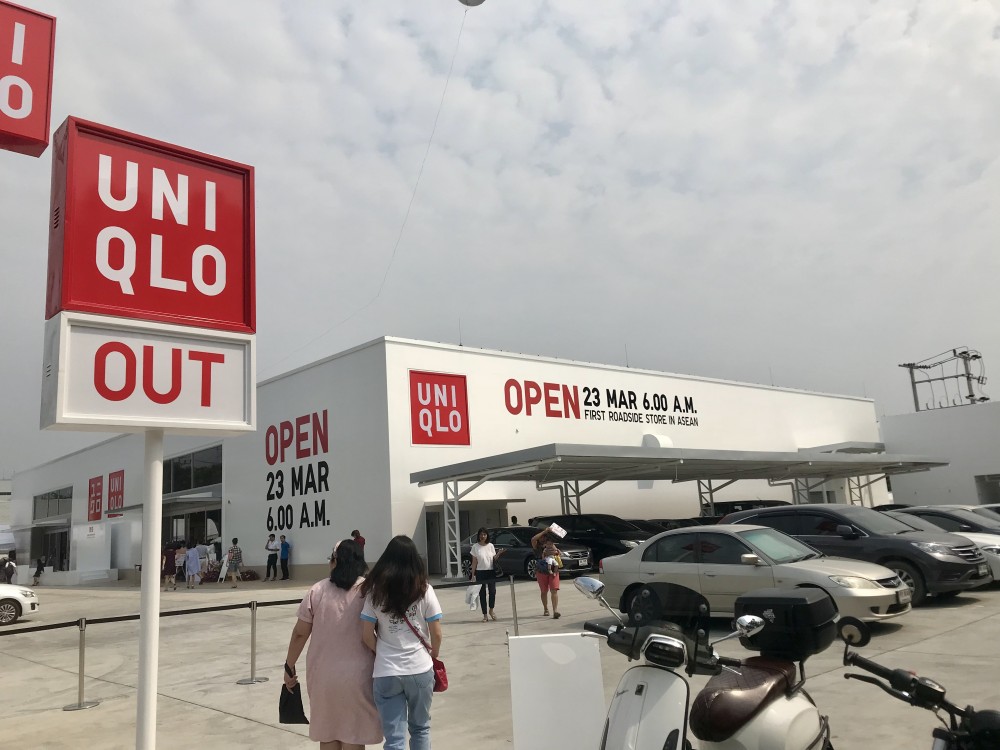 I
O
UNI
QLO
OUT
OPEN
23 MAR
6.00 A.M.
UNI
QLO
OPEN 23 MAR 6.00 A.M.
FIRST ROADSIDE STORE IN ASEAN
UNI
QLO